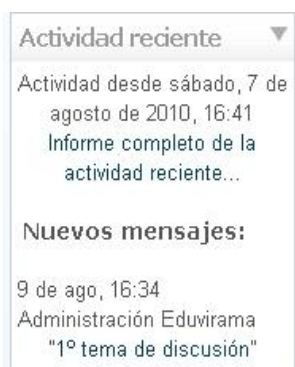 Actividad reciente
Actividad desde sábado, 7 de
agosto de 2010, 16:41
Informe completo de la
actividad reciente...
Nuevos mensajes:
9 de ago, 16:34
Administración Eduvirama
"1º tema de discusión"